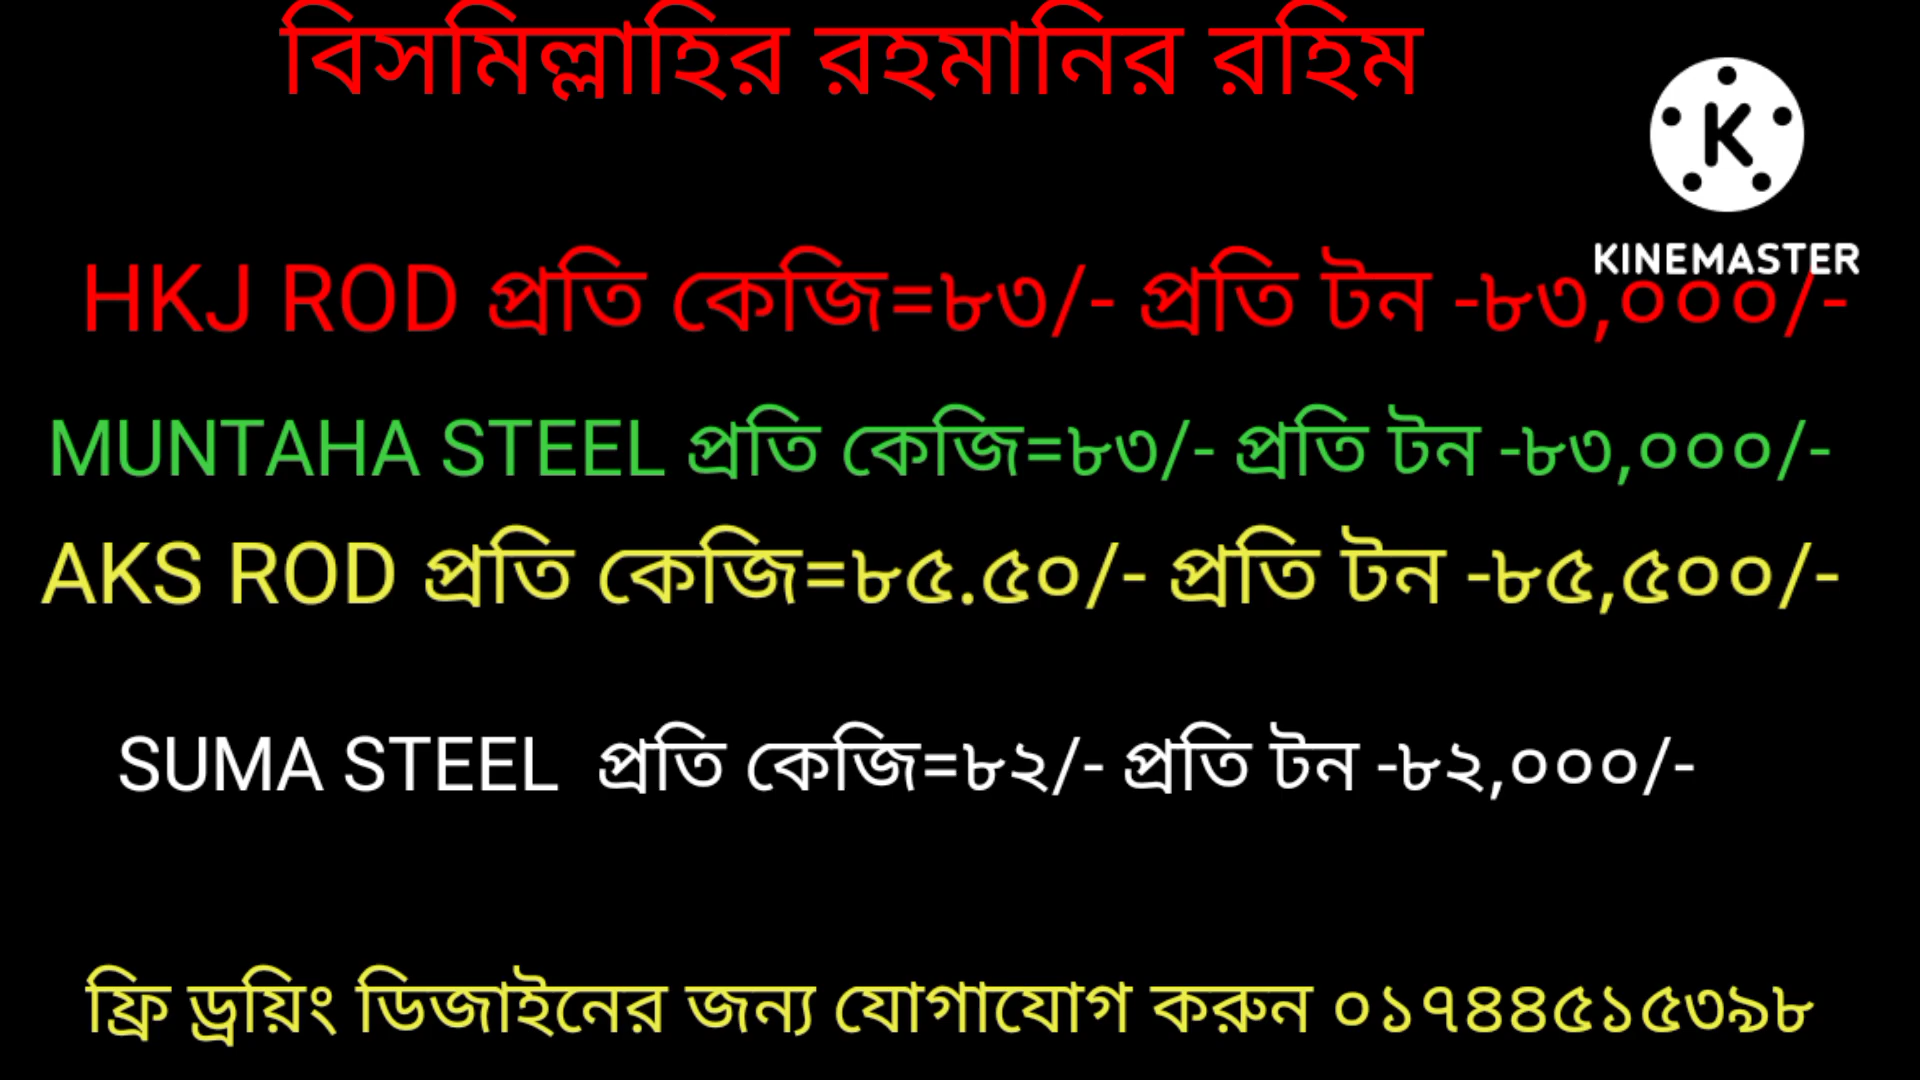 বিসমিল্লাহির রহমানির রহিম
K
KINEMASTER
HKJ ROD প্রতি কেজি=৮৩/- প্রতি টন -৮৩,০০০/-
MUNTAHA STEEL প্রতি কেজি=৮৩/- প্রতি টন -৮৩,০০০/-
AKS ROD প্রতি কেজি=৮৫.৫০/- প্রতি টন -৮৫,৫০০/-
SUMA STEEL প্রতি কেজি=৮২/- প্রতি টন -৮২,০০০/-
ফ্রি ড্রয়িং ডিজাইনের জন্য যোগাযোগ করুন ০১৭৪৪৫১৫৩৯৮